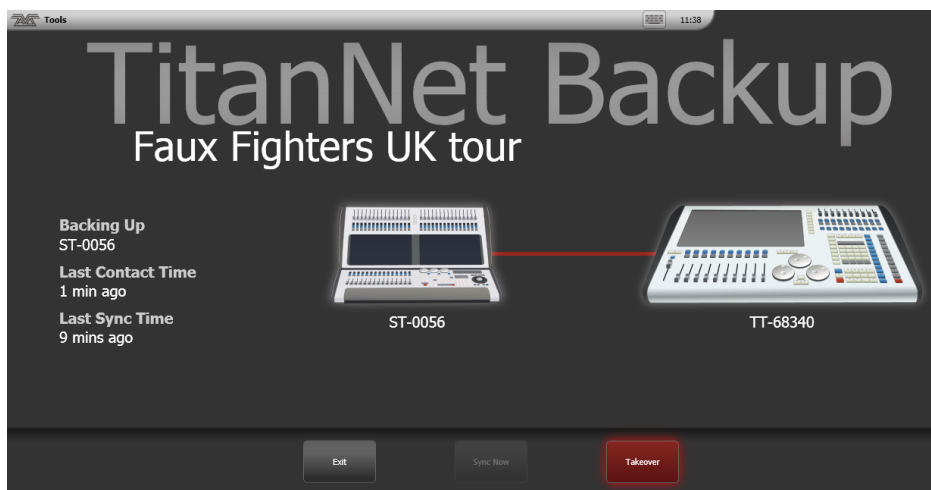 Tools
11:38
TitanNet Backup
Faux Fighters UK tour
Backing Up
ST-0056
Last Contact Time
1 min ago
Last Sync Time
9 mins ago
ST-0056
TT-68340
Exit
Sync Now
Takeover